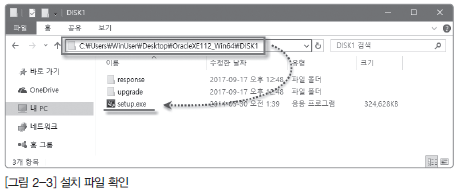 DISK1
파일 홈 공유 보기
C:₩Users₩WinUser₩Desktop₩OracleXE112_Win64₩DISK1
DISK1 검색
이름 수정한 날짜 유형 크기
바로 가기
OneDrive
내 PC
네트워크
홈 그룹
response 2017-09-17 오후 12:48 파일 폴더
upgrade 2017-09-17 오후 12:48 파일 폴더
setup.exe 오전 1:39 응용 프로그램 324,628KB
3개 항목
[그림 2-3] 설치 파일 확인